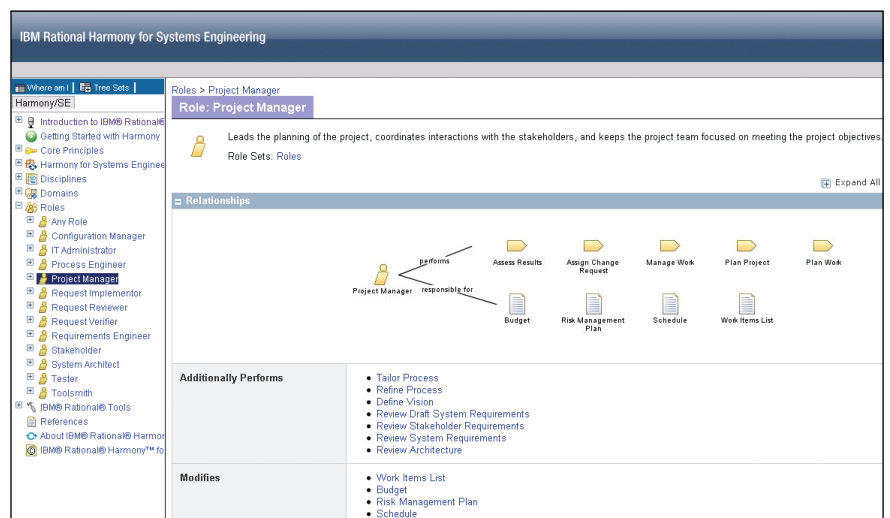 IBM Rational Harmony for Systems Engineering
Where am I
Tree Sets
Harmony/SE
Introduction to IBM® Rational®
Getting Started with Harmony
Core Principles
Harmony for Systems Enginee
Disciplines
Domains
Roles
Any Role
Configuration Manager
IT Administrator
Process Engineer
Project Manager
Request Implementor
Request Reviewer
Request Verifier
Requirements Engineer
Stakeholder
System Architect
Tester
Toolsmith
IBM® Rational® Tools
References
About IBM® Rational® Harmor
IBM® Rational® Harmony™ fo
Roles > Project Manager
Role: Project Manager
Leads the planning of the project, coordinates interactions with the stakeholders, and keeps the project team focused on meeting the project objectives.
Role Sets: Roles
Expand All
Relationships
Project Manager
performs
responsible for
Assess Results
Assign Change
Request
Manage Work
Plan Project
Plan Work
Budget
Risk Management
Plan
Schedule
Work Items List
Additionally Performs
• Tailor Process
• Refine Process
• Define Vision
• Review Draft System Requirements
• Review Stakeholder Requirements
• Review System Requirements
• Review Architecture
Modifies
• Work Items List
• Budget
• Risk Management Plan
• Schedule